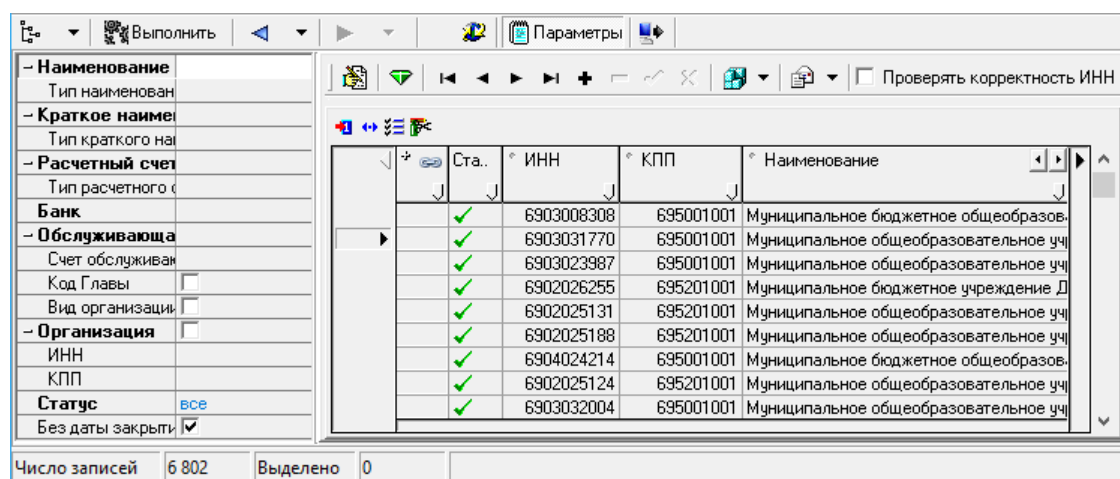 Выполнить Параметры
Проверять корректность ИНН
Наименование
Тип наименован
Краткое наиме
Тип краткого на
Расчетный счет
Тип расчетного
Банк
Обслуживающа
Счет обслужива
Код Главы
Вид организации
Организация
ИНН
КПП
Статус все
Без даты закрыти
Ста.. ИНН КПП Наименование
6903008308 695001001 Муниципальное бюджетное общеобразов
6903031770 695001001 Муниципальное общеобразовательное уч
6903023987 695001001 Муниципальное общеобразовательное уч
6902026255 695201001 Муниципальное бюджетное учреждение Д
6902025131 695201001 Муниципальное общеобразовательное уч
6902025188 695201001 Муниципальное общеобразовательное уч
6904024214 695001001 Муниципальное бюджетное общеобразов
6902025124 695201001 Муниципальное общеобразовательное уч
6903032004 695001001 Муниципальное общеобразовательное уч
Число записей 6 802 Выделено 0